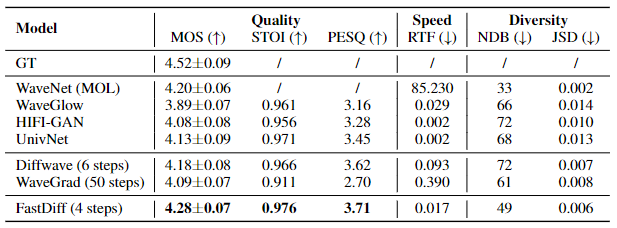 Model Quality Speed Diversity
MOS (↑) STOI (↑) PESQ (↑) RTF (↓) NDB (↓) JSD (↓)
GT 4.52±0.09 / / / / /
WaveNet (MOL) 4.20±0.06 / / 85.230 33 0.002
WaveGlow 3.89±0.07 0.961 3.16 0.029 66 0.014
HIFI-GAN 4.08±0.08 0.956 3.28 0.002 72 0.010
UnivNet 4.13±0.09 0.971 3.45 0.002 68 0.013
Diffwave (6 steps) 4.18±0.08 0.966 3.62 0.093 72 0.007
WaveGrad (50 steps) 4.09±0.07 0.911 2.70 0.390 61 0.008
FastDiff (4 steps) 4.28±0.07 0.976 3.71 0.017 49 0.006